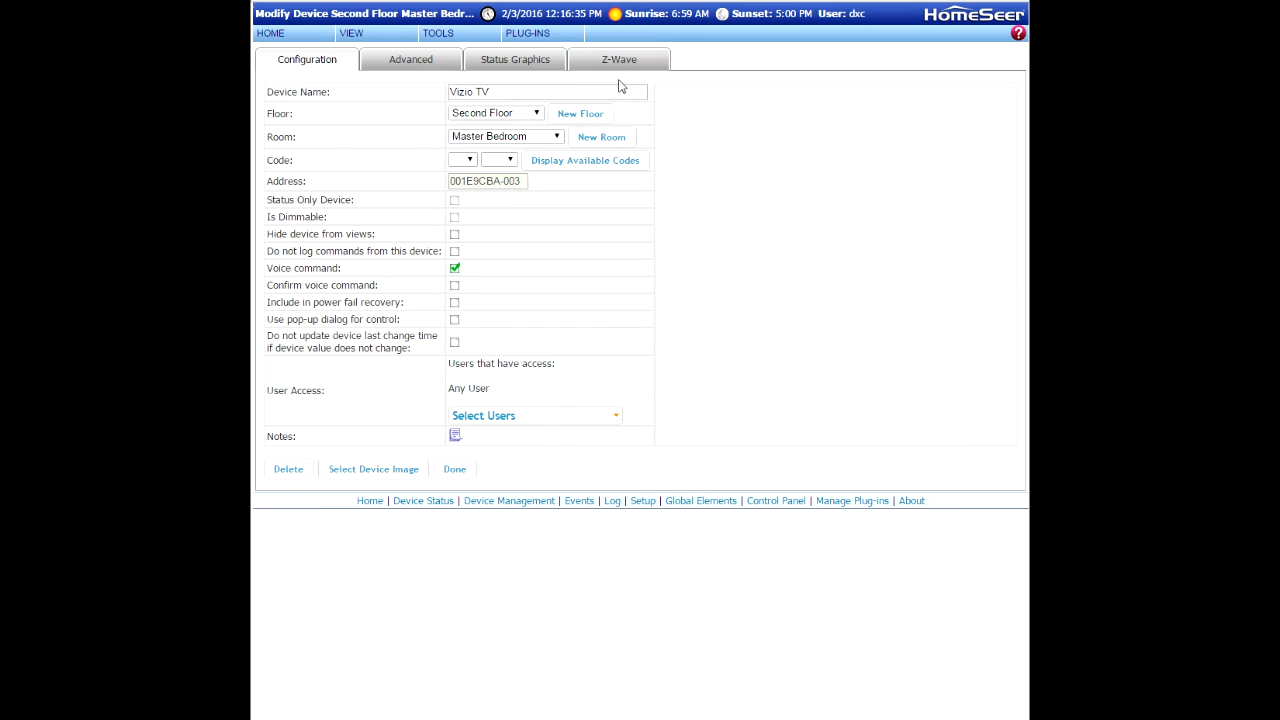 Modify Device Second Floor Master Bedr... 2/3/2016 12:16:35 PM Sunrise: 6:59 AM Sunset: 5:00 PM User: dxc HomeSeer
HOME VIEW TOOLS PLUG-INS ?
Configuration Advanced Status Graphics Z-Wave
Device Name: Vizio TV
Floor: Second Floor New Floor
Room: Master Bedroom New Room
Code: Display Available Codes
Address: 001E9CBA-003
Status Only Device:
Is Dimmable:
Hide device from views:
Do not log commands from this device:
Voice command:
Confirm voice command:
Include in power fail recovery:
Use pop-up dialog for control:
Do not update device last change time
if device value does not change:
Users that have access:
User Access: Any User
Select Users
Notes:
Delete Select Device Image Done
Home | Device Status | Device Management | Events | Log | Setup | Global Elements | Control Panel | Manage Plug-ins | About